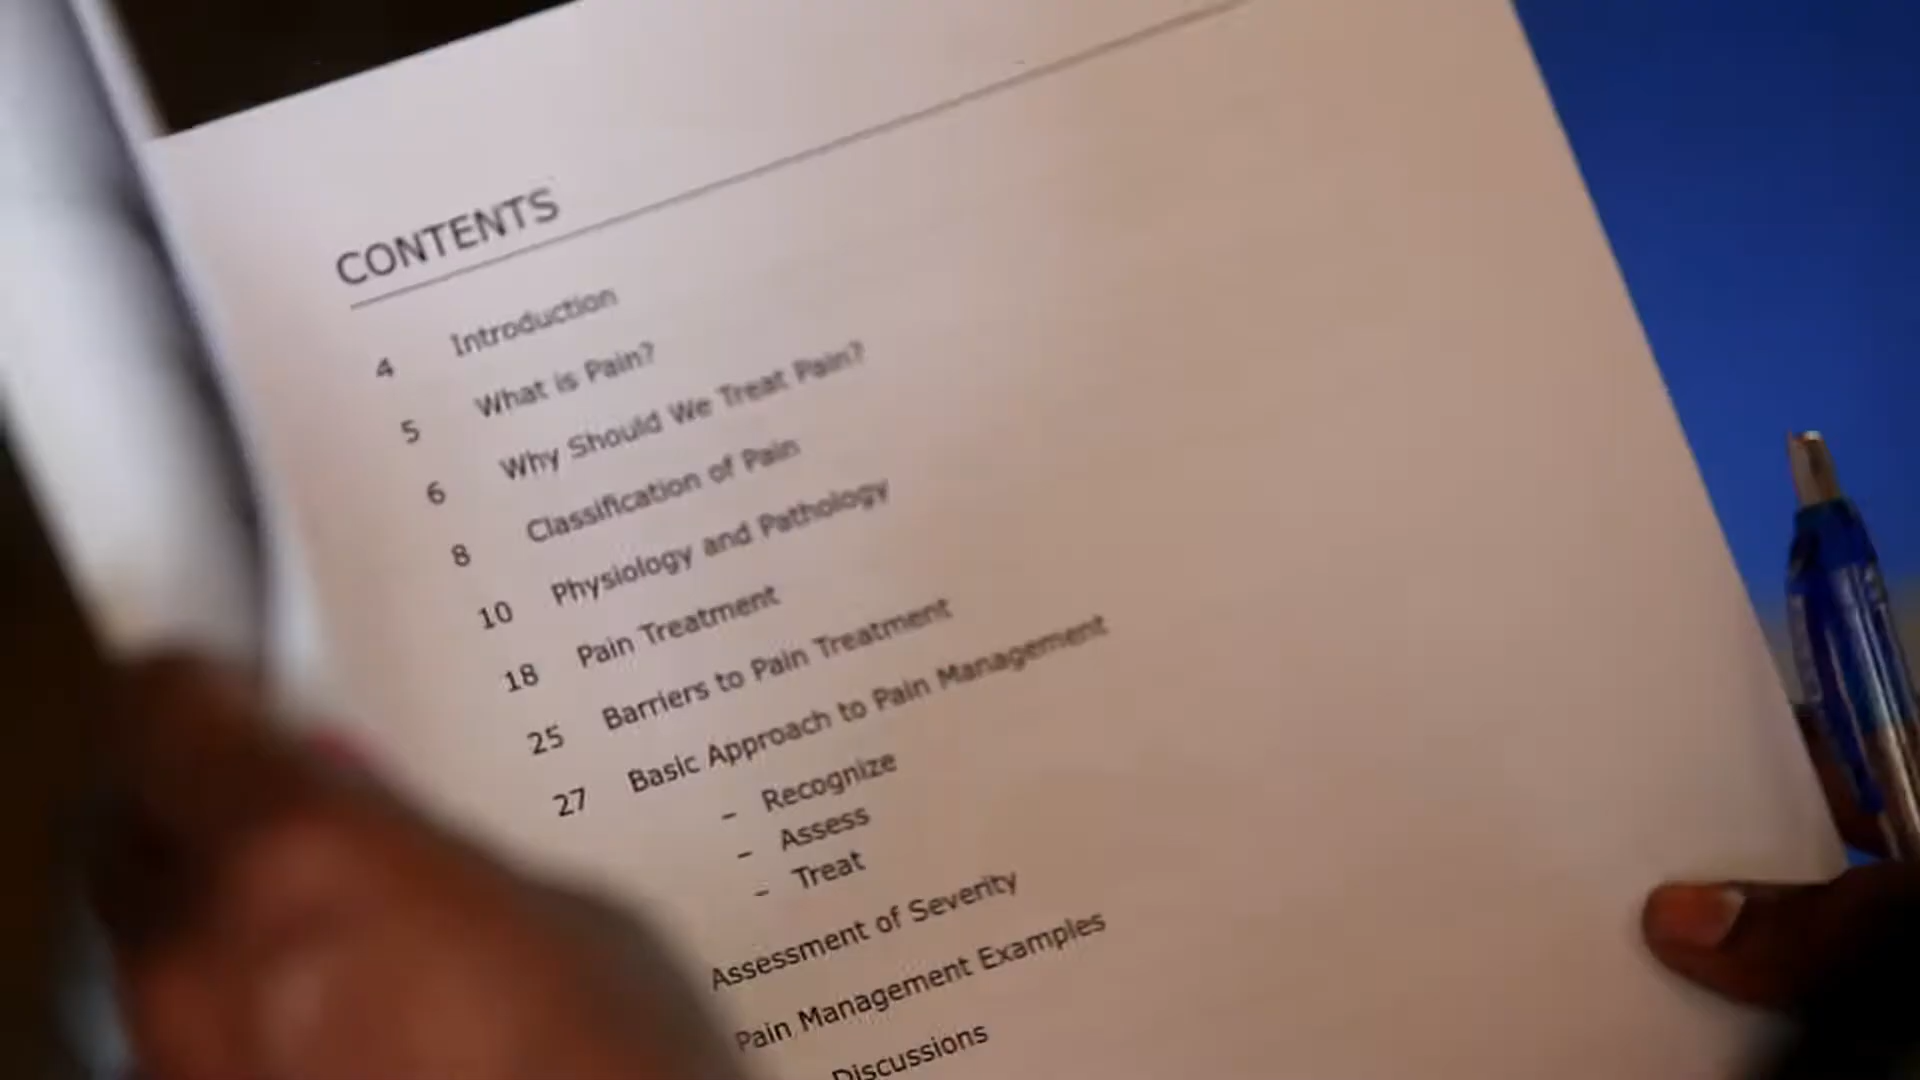 CONTENTS
4 Introduction
5 What is Pain?
6 Why Should We Treat Pain?
8 Classification of Pain
10 Physiology and Pathology
18 Pain Treatment
25 Barriers to Pain Treatment
27 Basic Approach to Pain Management
– Recognize
– Assess
– Treat
Assessment of Severity
Pain Management Examples
Discussions